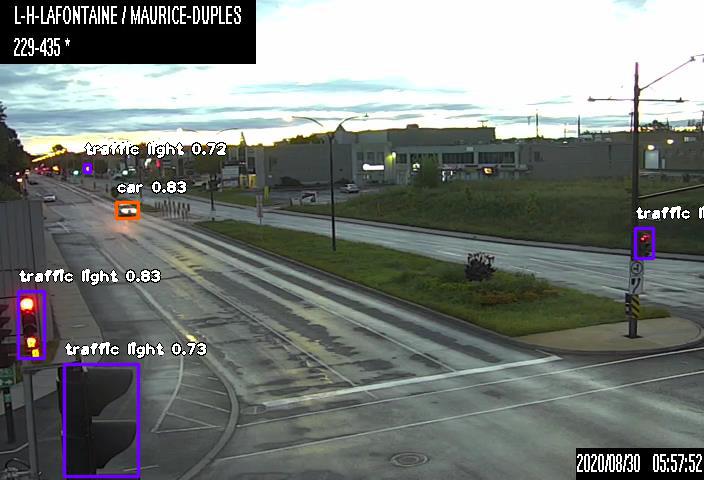 L-H-LAFONTAINE / MAURICE-DUPLES
229-435 *
traffic light 0.72
car 0.83
traffic li
traffic light 0.83
traffic light 0.73
2020/08/30 05:57:52